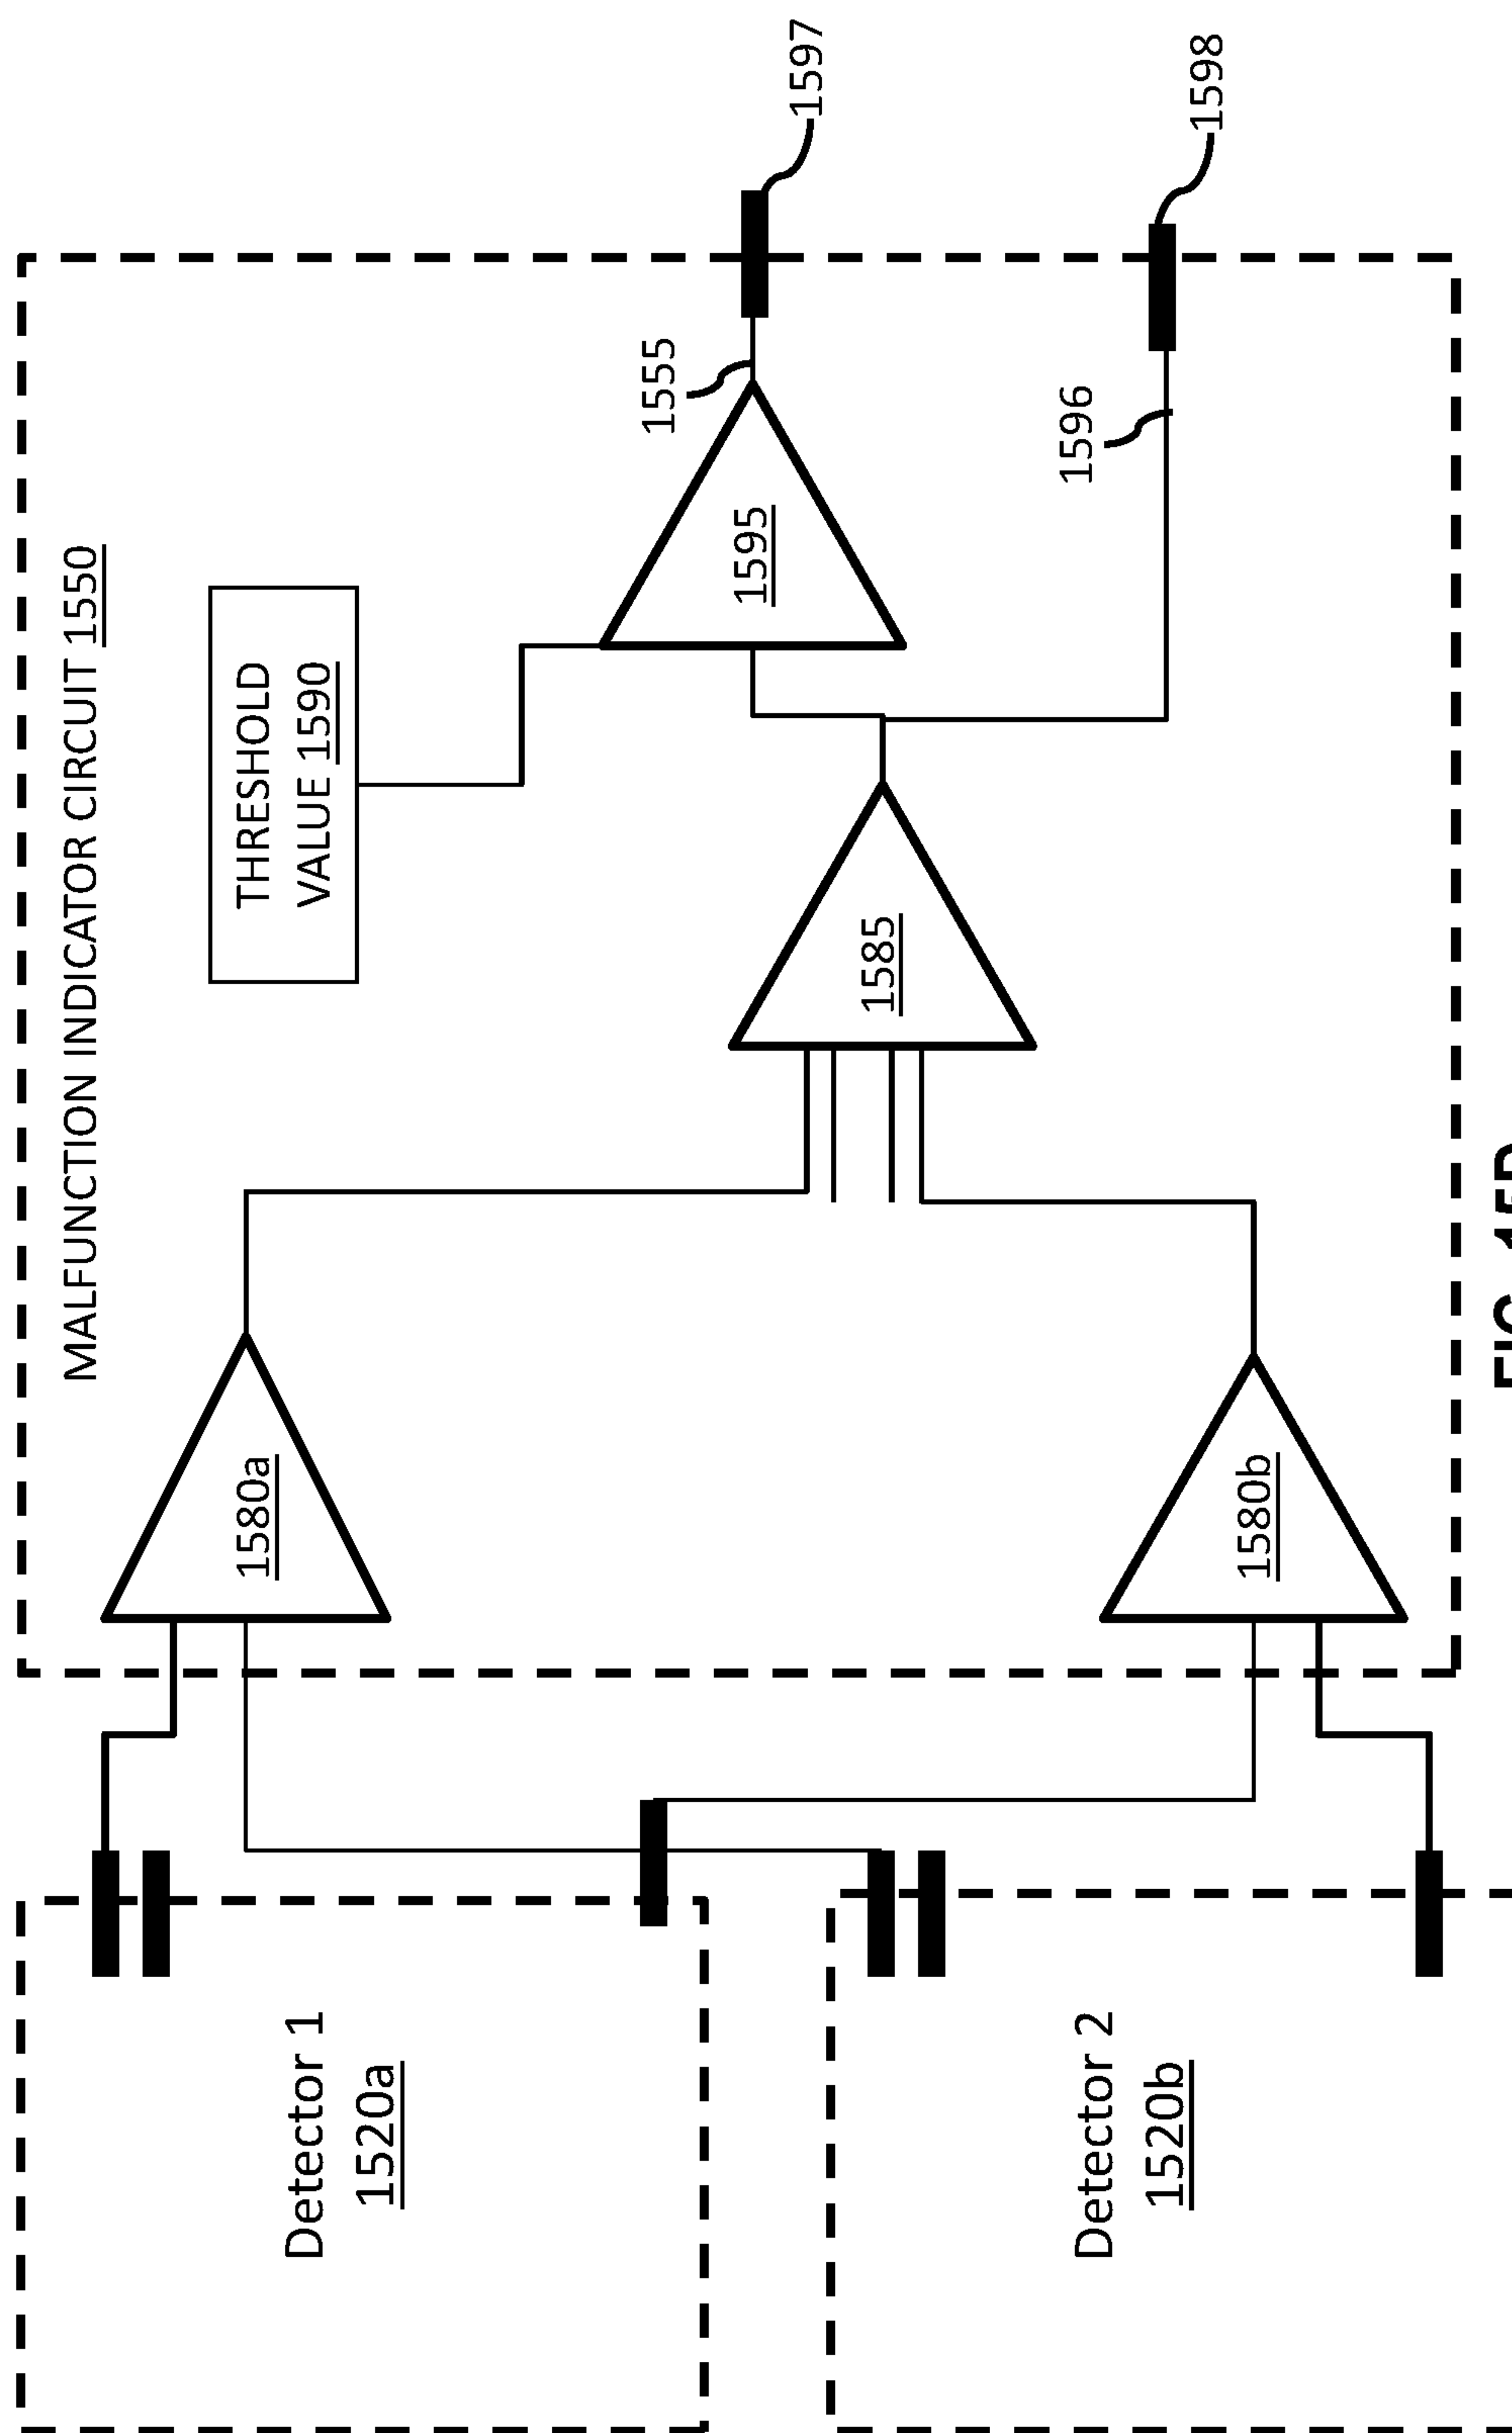 MALFUNCTION INDICATOR CIRCUIT 1550
THRESHOLD
VALUE 1590
Detector 1
1520a
1580a
1555
1597
1595
1585
1596
1598
Detector 2
1520b
1580b